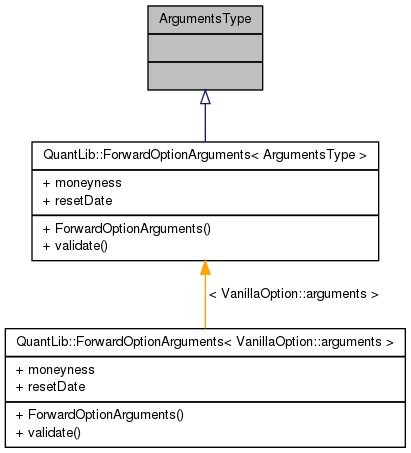 ArgumentsType
QuantLib::ForwardOptionArguments< ArgumentsType >
+ moneyness
+ resetDate
+ ForwardOptionArguments()
+ validate()
< VanillaOption::arguments >
QuantLib::ForwardOptionArguments< VanillaOption::arguments >
+ moneyness
+ resetDate
+ ForwardOptionArguments()
+ validate()